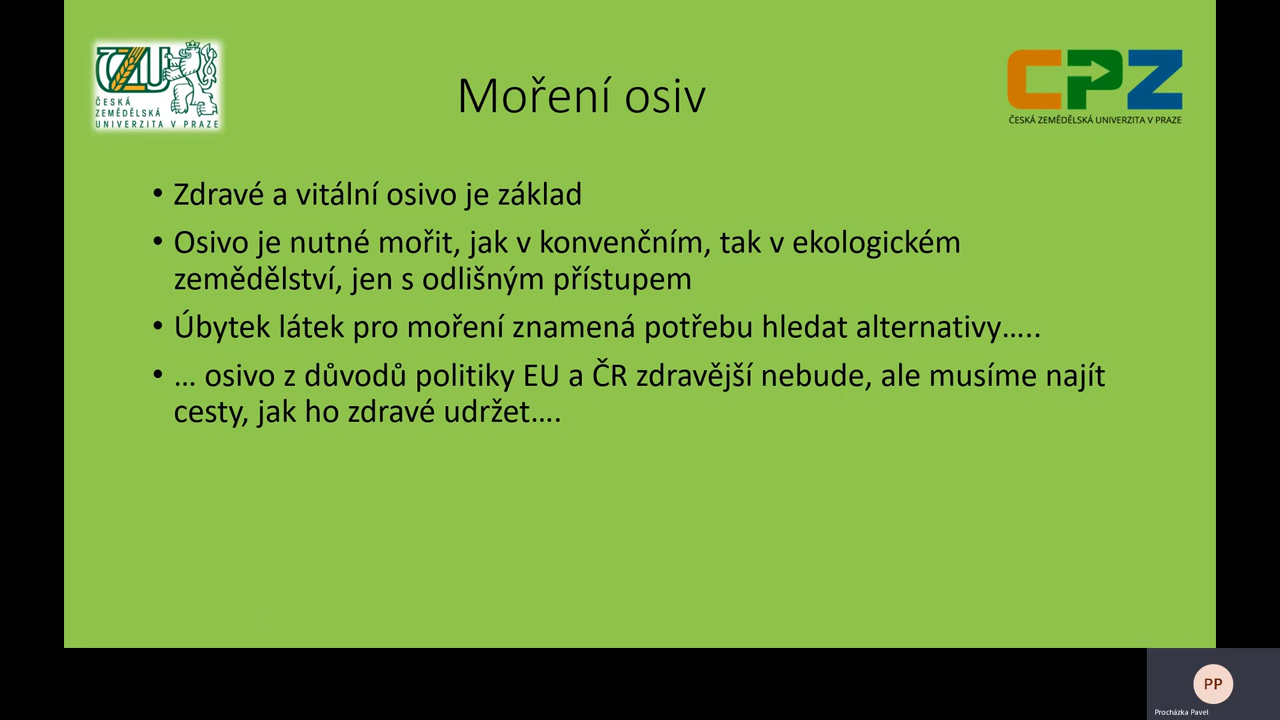 ČZU
ČESKÁ
ZEMĚDĚLSKÁ
UNIVERZITA V PRAZE
Moření osiv
CPZ
ČESKÁ ZEMĚDĚLSKÁ UNIVERZITA V PRAZE
• Zdravé a vitální osivo je základ
• Osivo je nutné mořit, jak v konvenčním, tak v ekologickém
zemědělství, jen s odlišným přístupem
• Úbytek látek pro moření znamená potřebu hledat alternativy…..
• … osivo z důvodů politiky EU a ČR zdravější nebude, ale musíme najít
cesty, jak ho zdravé udržet….
PP
Procházka Pavel